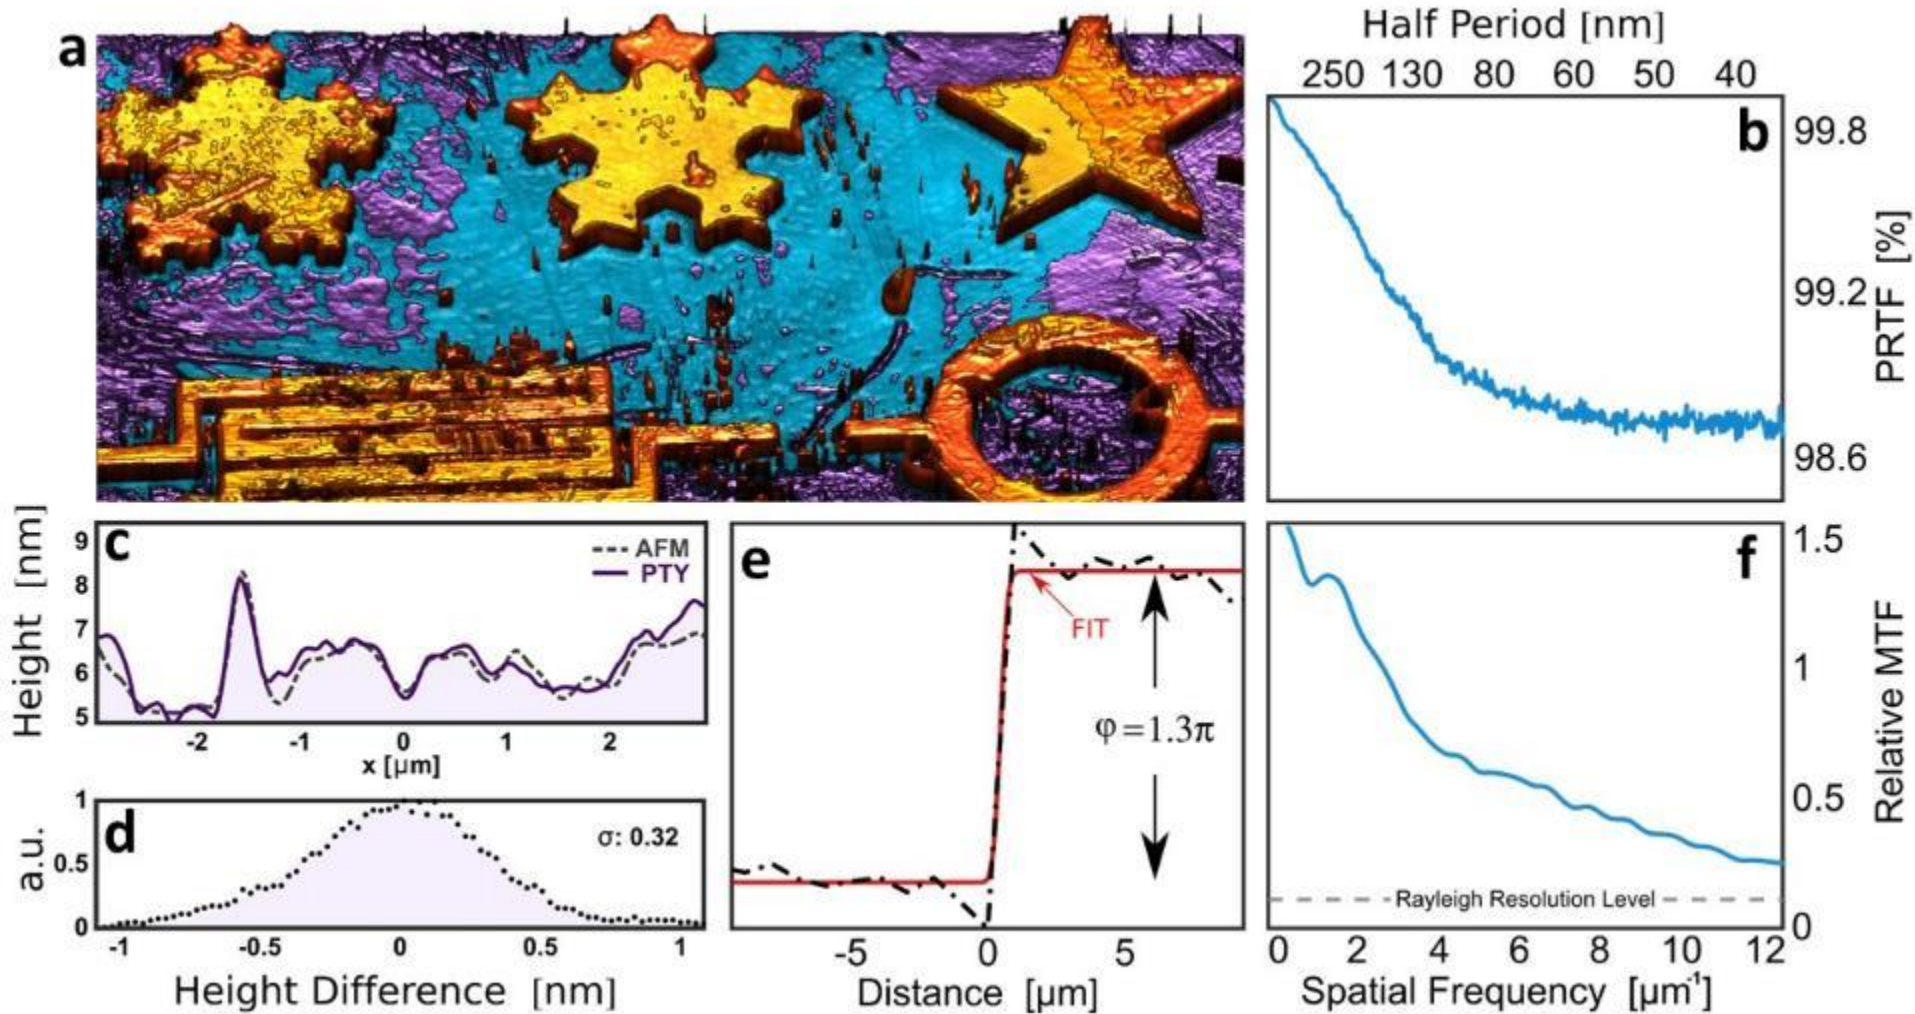 a
Half Period [nm]
250 130 80 60 50 40
b
99.8
99.2
98.6
PRTF [%]
c
AFM
PTY
Height [nm]
9
8
7
6
5
-2 -1 0 1 2
x [μm]
d
σ: 0.32
a.u.
1
0.5
0
-1 -0.5 0 0.5 1
Height Difference [nm]
e
FIT
φ=1.3π
-5 0 5
Distance [μm]
f
1.5
1
0.5
0
Relative MTF
Rayleigh Resolution Level
0 2 4 6 8 10 12
Spatial Frequency [μm⁻¹]